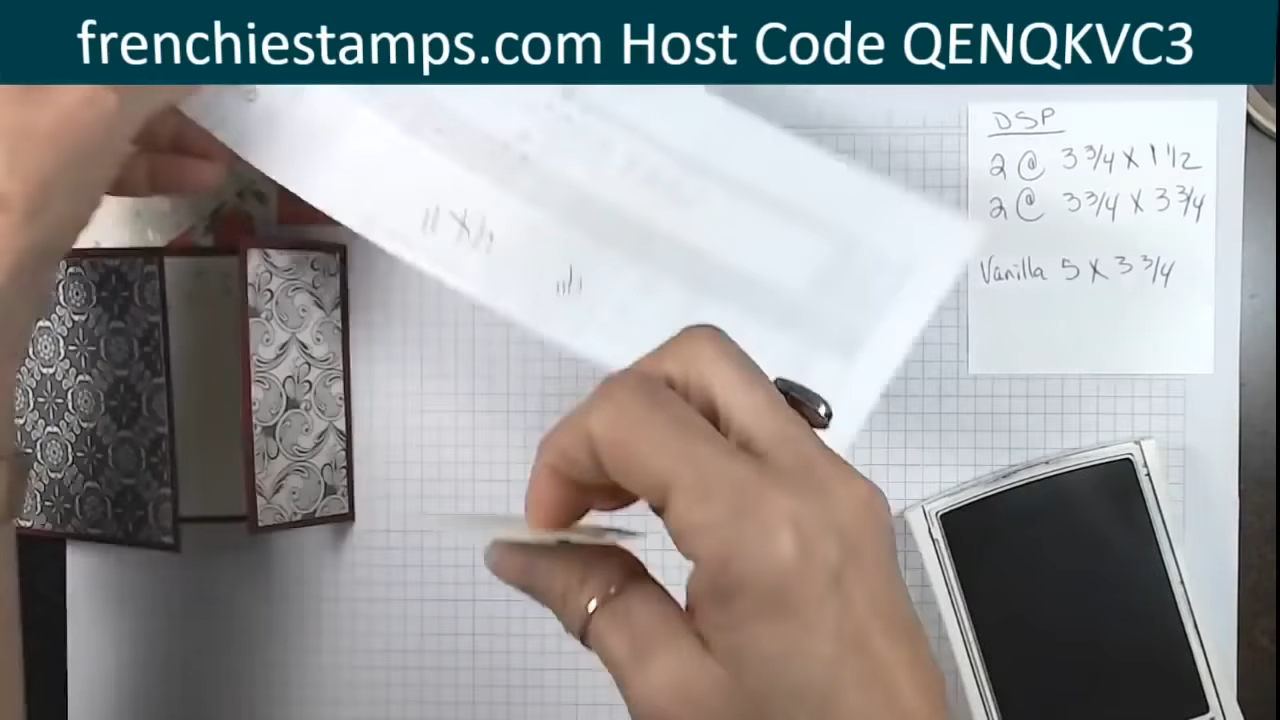 frenchiestamps.com Host Code QENQKVC3
DSP
2 @ 3 3/4 X 1 1/2
2 @ 3 3/4 X 3 3/4
Vanilla 5 X 3 3/4